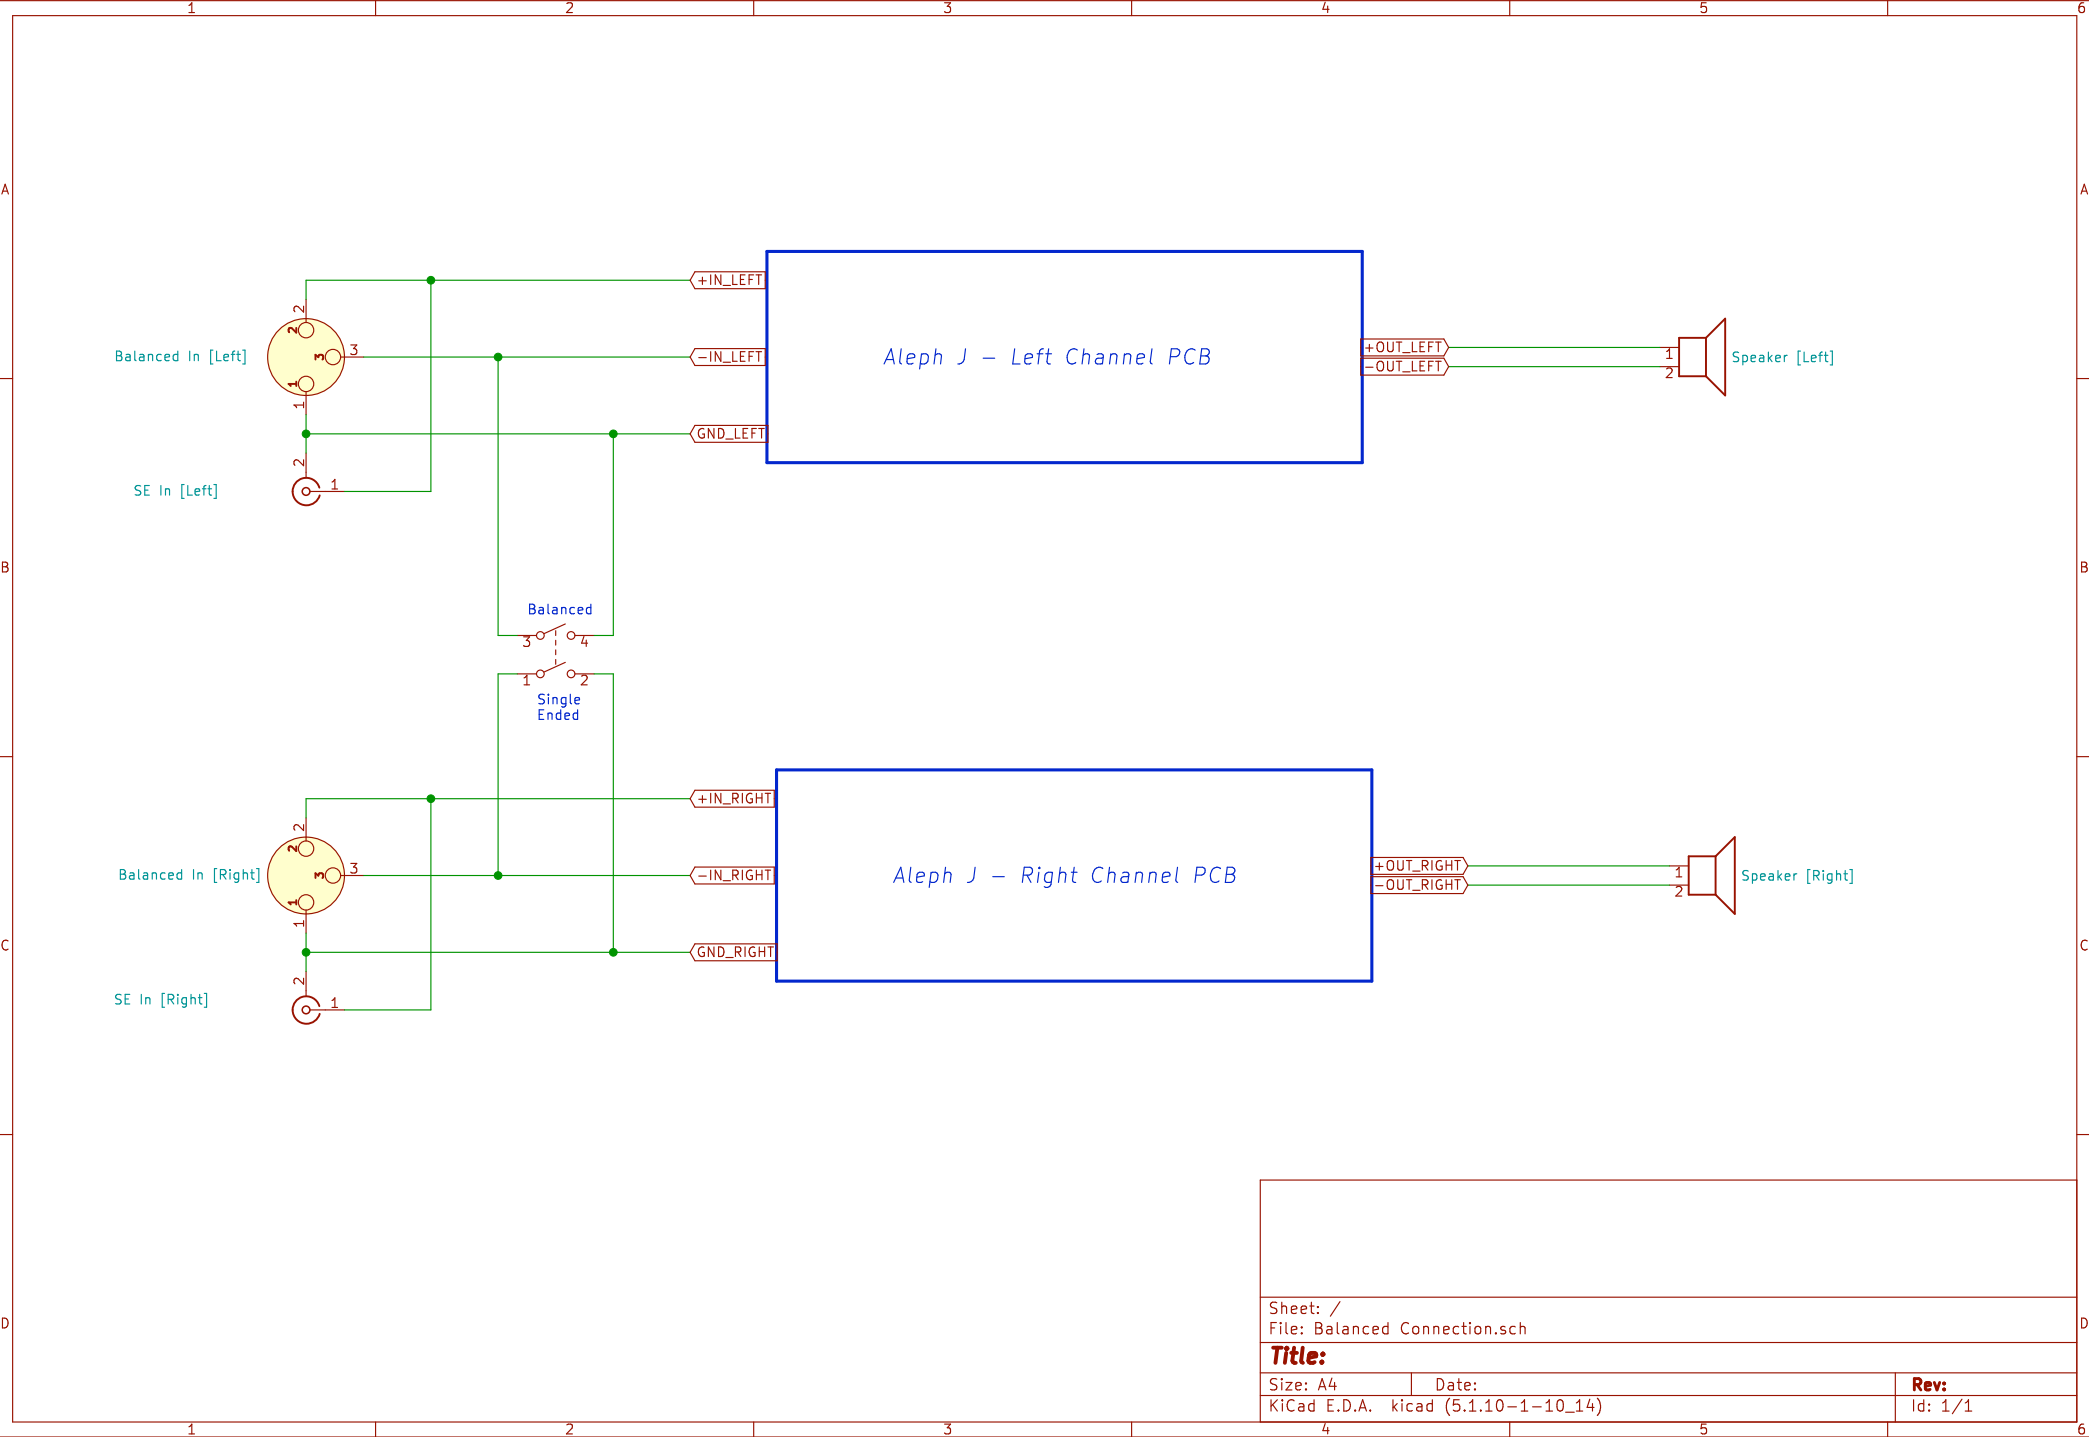 1 2 3 4 5 6
A A
+IN_LEFT
2
2
Balanced In [Left] 3 3 -IN_LEFT Aleph J - Left Channel PCB +OUT_LEFT 1 Speaker [Left]
-OUT_LEFT 2
1
1
GND_LEFT
2
SE In [Left] 1
B B
Balanced
3 4
1 2
Single
Ended
+IN_RIGHT
2
2
Balanced In [Right] 3 3 -IN_RIGHT Aleph J - Right Channel PCB +OUT_RIGHT 1 Speaker [Right]
-OUT_RIGHT 2
1
1
C C
GND_RIGHT
2
SE In [Right] 1
Sheet: /
File: Balanced Connection.sch
D D
Title:
Size: A4 Date: Rev:
KiCad E.D.A. kicad (5.1.10-1-10_14) Id: 1/1
1 2 3 4 5 6